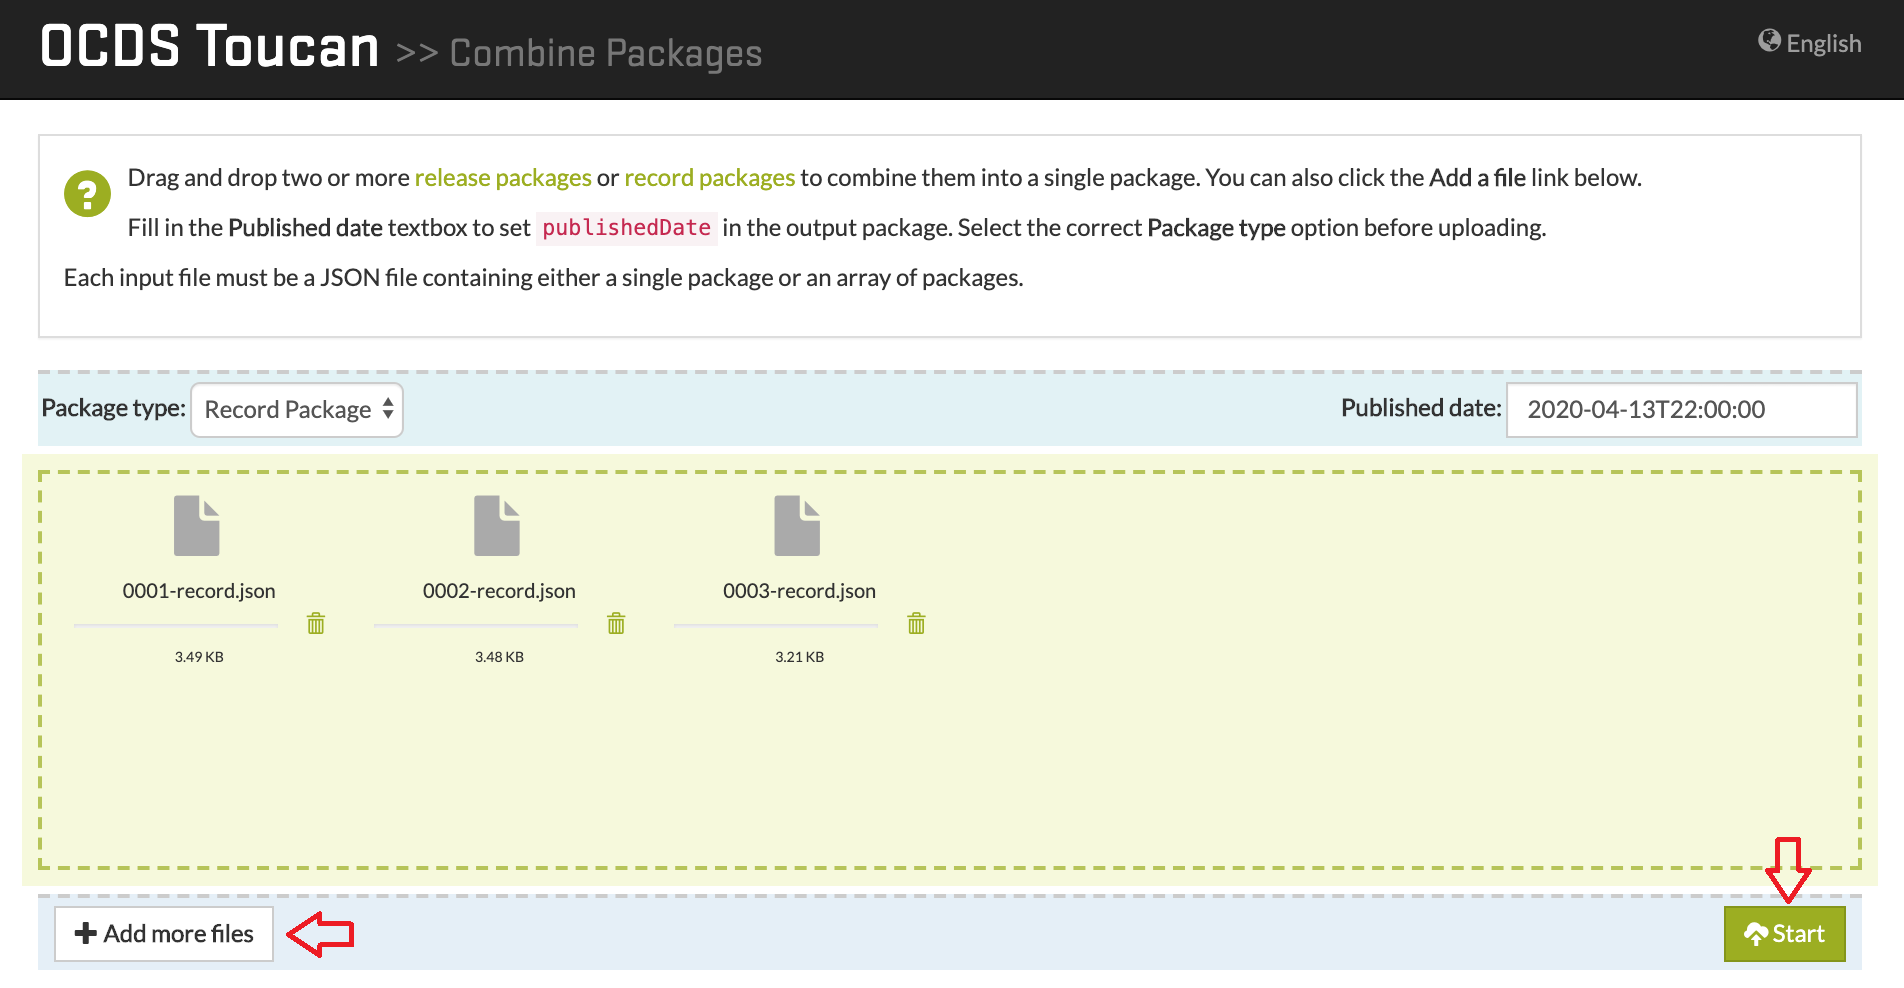 OCDS Toucan >> Combine Packages
English
Drag and drop two or more release packages or record packages to combine them into a single package. You can also click the Add a file link below.
Fill in the Published date textbox to set publishedDate in the output package. Select the correct Package type option before uploading.
Each input file must be a JSON file containing either a single package or an array of packages.
Package type: Record Package
Published date: 2020-04-13T22:00:00
0001-record.json 0002-record.json 0003-record.json
3.49 KB 3.48 KB 3.21 KB
Add more files
Start